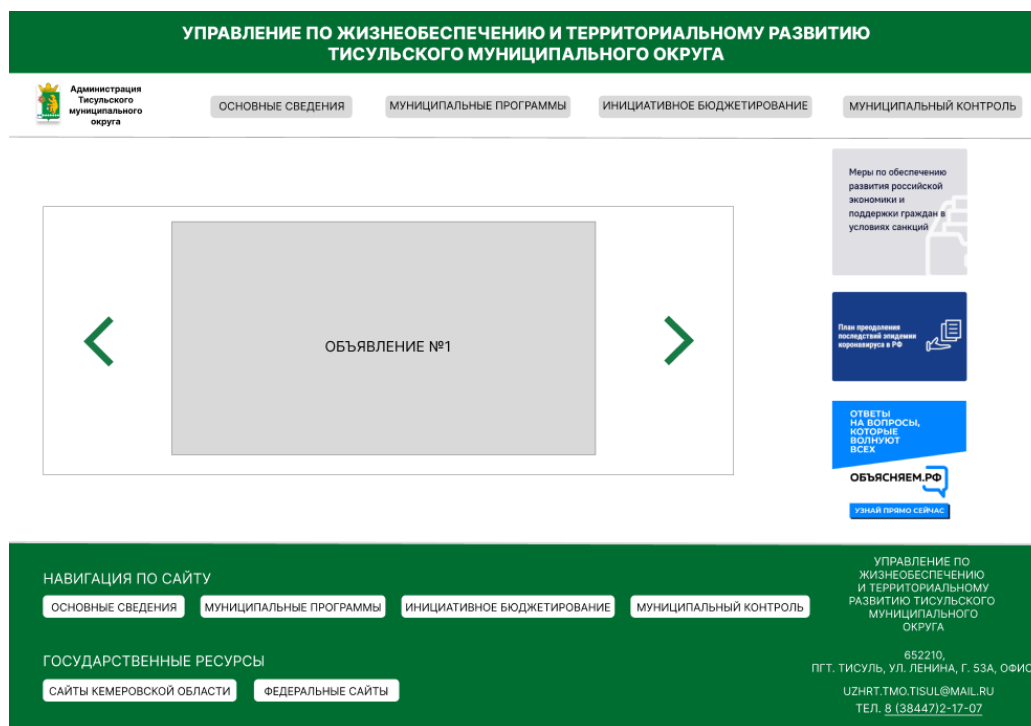 УПРАВЛЕНИЕ ПО ЖИЗНЕОБЕСПЕЧЕНИЮ И ТЕРРИТОРИАЛЬНОМУ РАЗВИТИЮ
ТИСУЛЬСКОГО МУНИЦИПАЛЬНОГО ОКРУГА
Администрация
Тисульского
муниципального
округа
ОСНОВНЫЕ СВЕДЕНИЯ
МУНИЦИПАЛЬНЫЕ ПРОГРАММЫ
ИНИЦИАТИВНОЕ БЮДЖЕТИРОВАНИЕ
МУНИЦИПАЛЬНЫЙ КОНТРОЛЬ
ОБЪЯВЛЕНИЕ №1
Меры по обеспечению
развития российской
экономики и
поддержки граждан в
условиях санкций
План преодоления
последствий эпидемии
коронавируса в РФ
ОТВЕТЫ
НА ВОПРОСЫ,
КОТОРЫЕ
ВОЛНУЮТ
ВСЕХ
ОБЪЯСНЯЕМ.РФ
УЗНАЙ ПРЯМО СЕЙЧАС
НАВИГАЦИЯ ПО САЙТУ
ОСНОВНЫЕ СВЕДЕНИЯ
МУНИЦИПАЛЬНЫЕ ПРОГРАММЫ
ИНИЦИАТИВНОЕ БЮДЖЕТИРОВАНИЕ
МУНИЦИПАЛЬНЫЙ КОНТРОЛЬ
ГОСУДАРСТВЕННЫЕ РЕСУРСЫ
САЙТЫ КЕМЕРОВСКОЙ ОБЛАСТИ
ФЕДЕРАЛЬНЫЕ САЙТЫ
УПРАВЛЕНИЕ ПО
ЖИЗНЕОБЕСПЕЧЕНИЮ
И ТЕРРИТОРИАЛЬНОМУ
РАЗВИТИЮ ТИСУЛЬСКОГО
МУНИЦИПАЛЬНОГО
ОКРУГА
652210,
ПГТ. ТИСУЛЬ, УЛ. ЛЕНИНА, Г. 53А, ОФИС
UZHRT.TMO.TISUL@MAIL.RU
ТЕЛ. 8 (38447)2-17-07